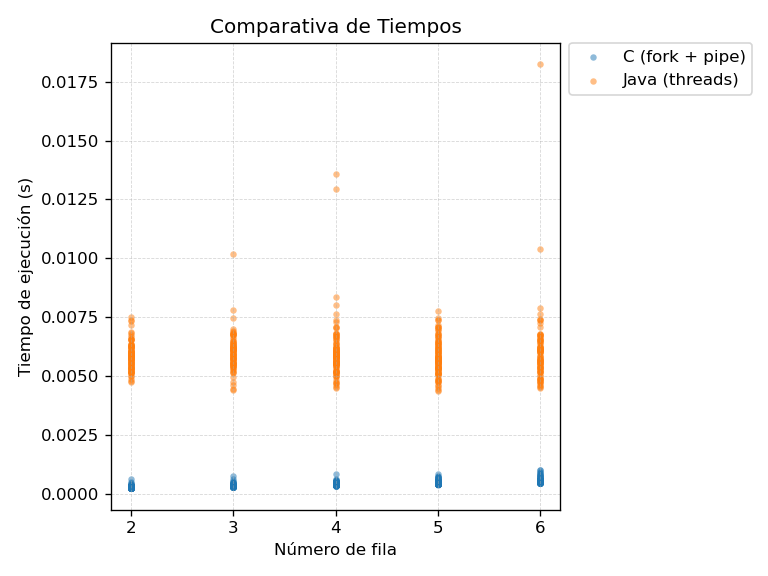 Comparativa de Tiempos
C (fork + pipe)
Java (threads)
0.0175
0.0150
0.0125
0.0100
0.0075
0.0050
0.0025
0.0000
Tiempo de ejecución (s)
2 3 4 5 6
Número de fila